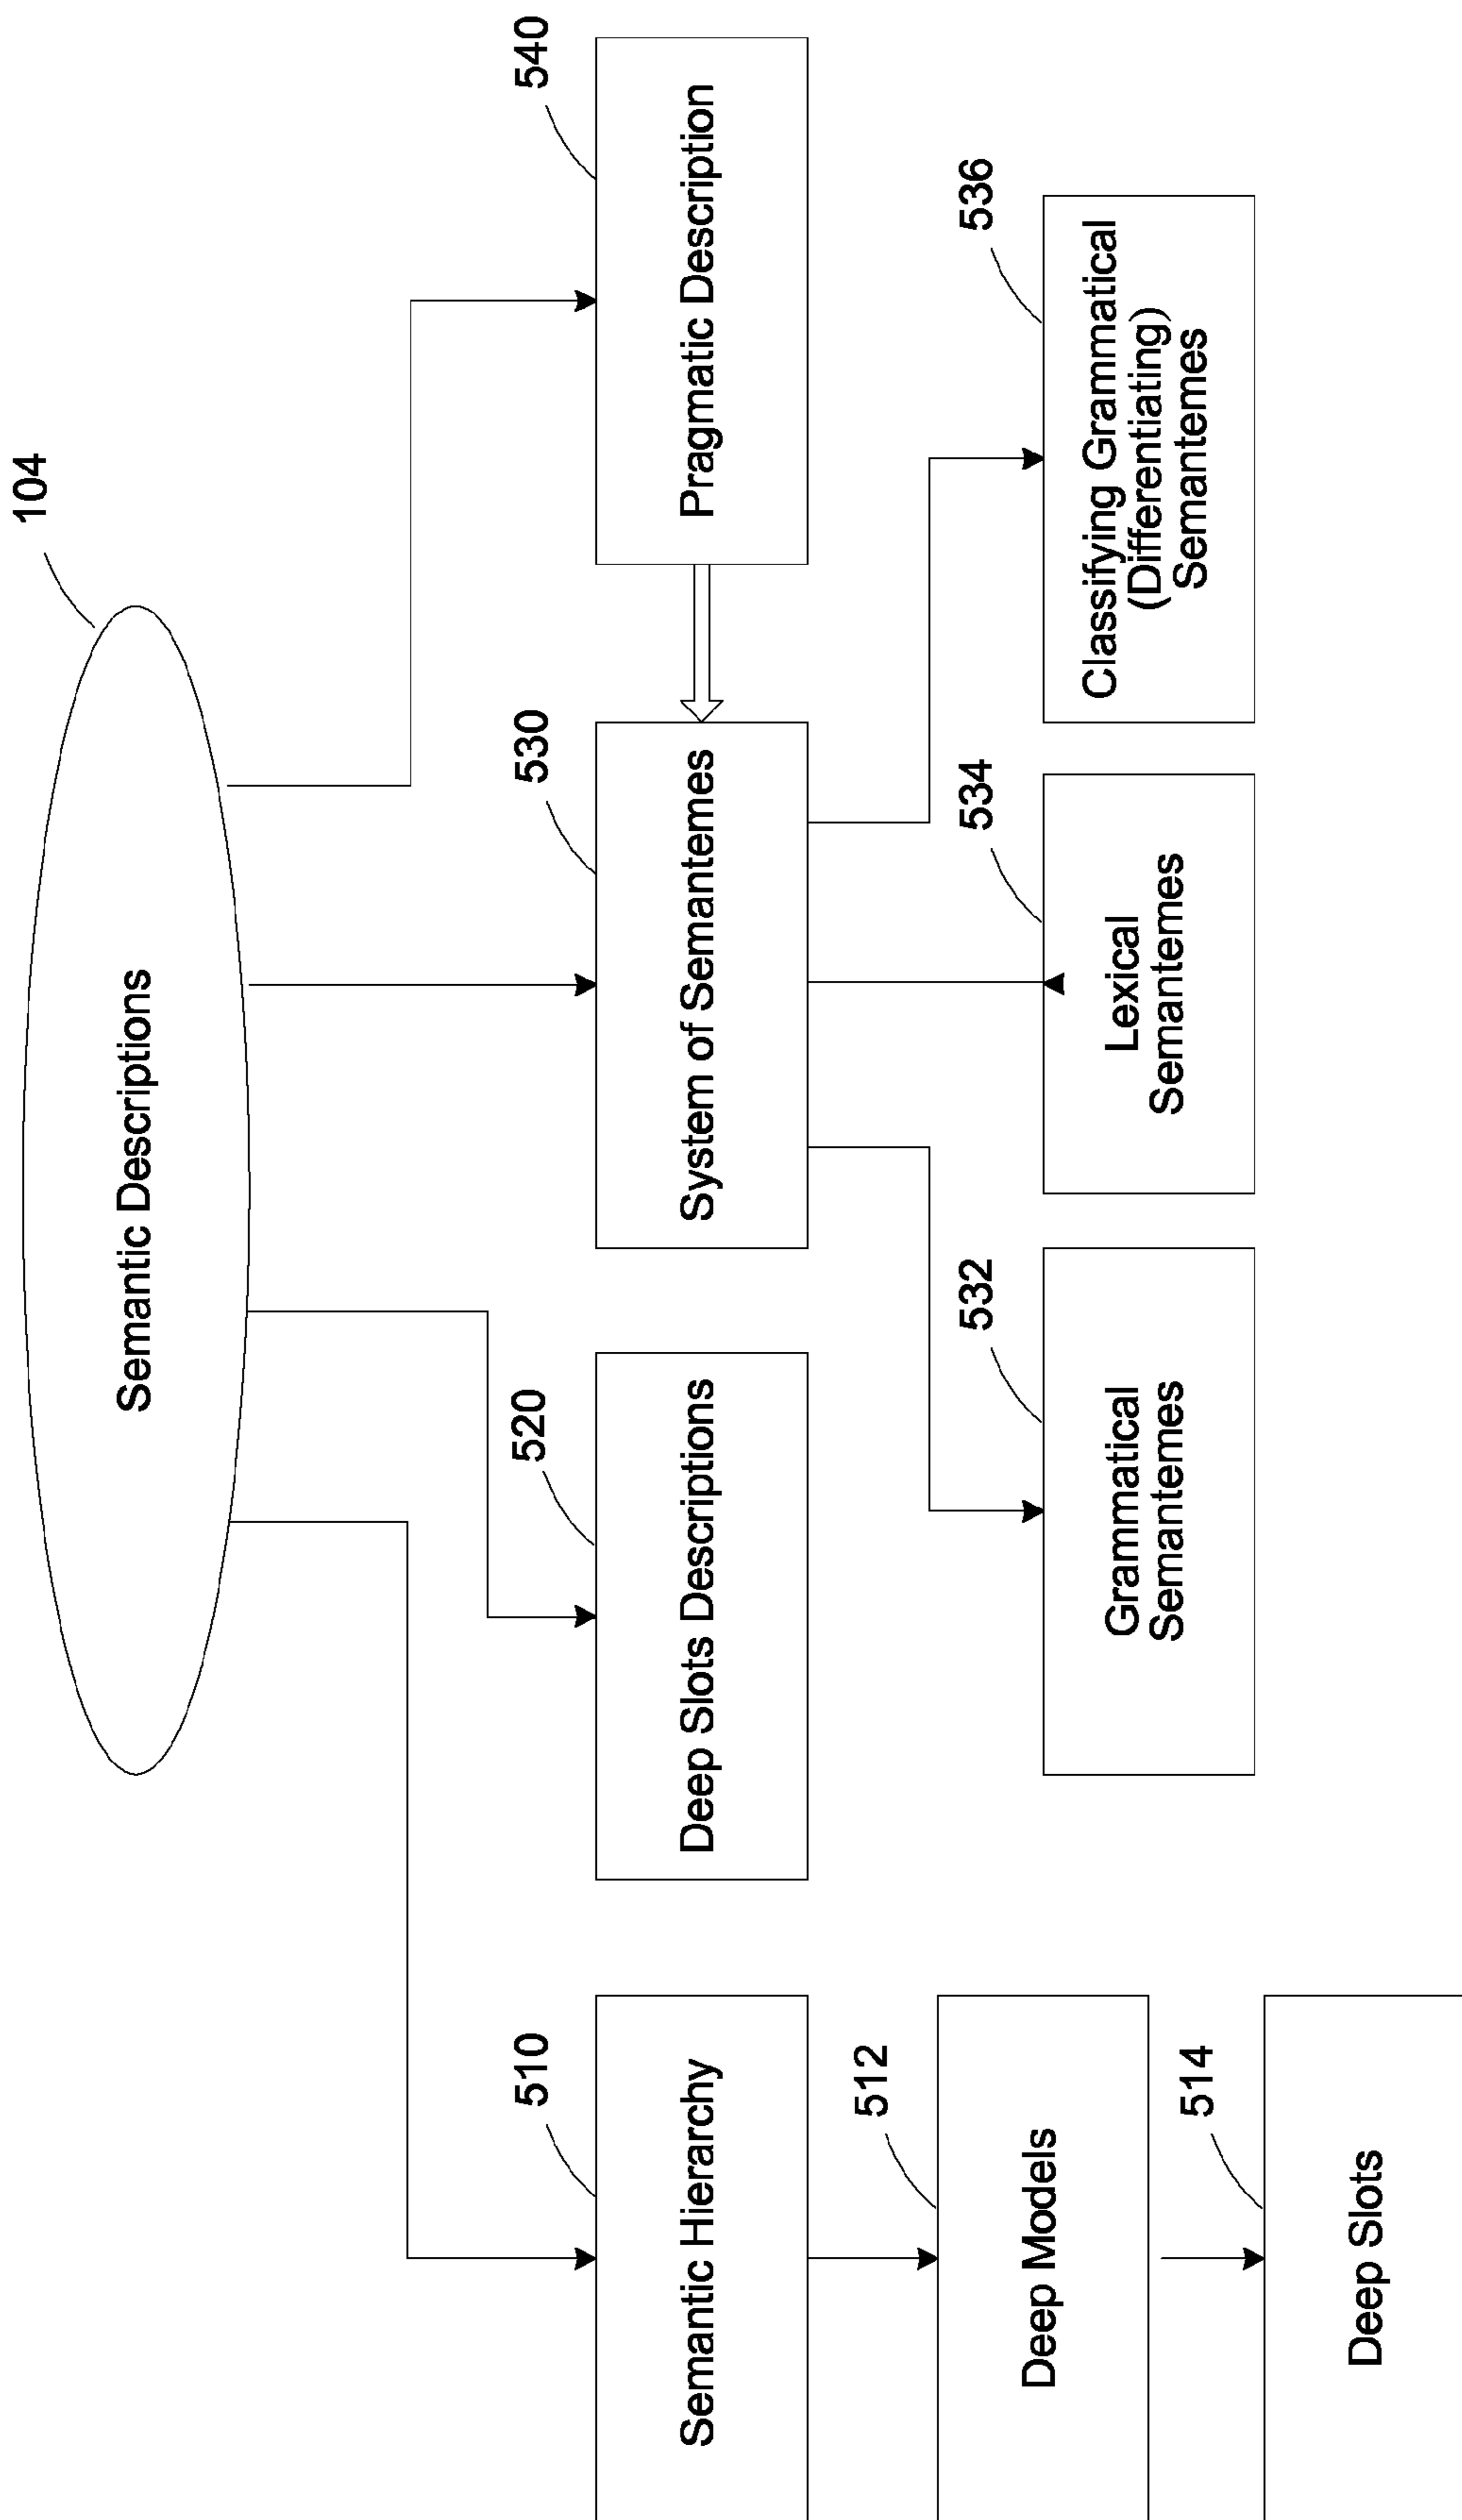 104
Semantic Descriptions
510
520
530
540
Semantic Hierarchy
Deep Slots Descriptions
System of Semantemes
Pragmatic Description
512
532
534
536
Deep Models
Grammatical
Semantemes
Lexical
Semantemes
Classifying Grammatical
(Differentiating)
Semantemes
514
Deep Slots